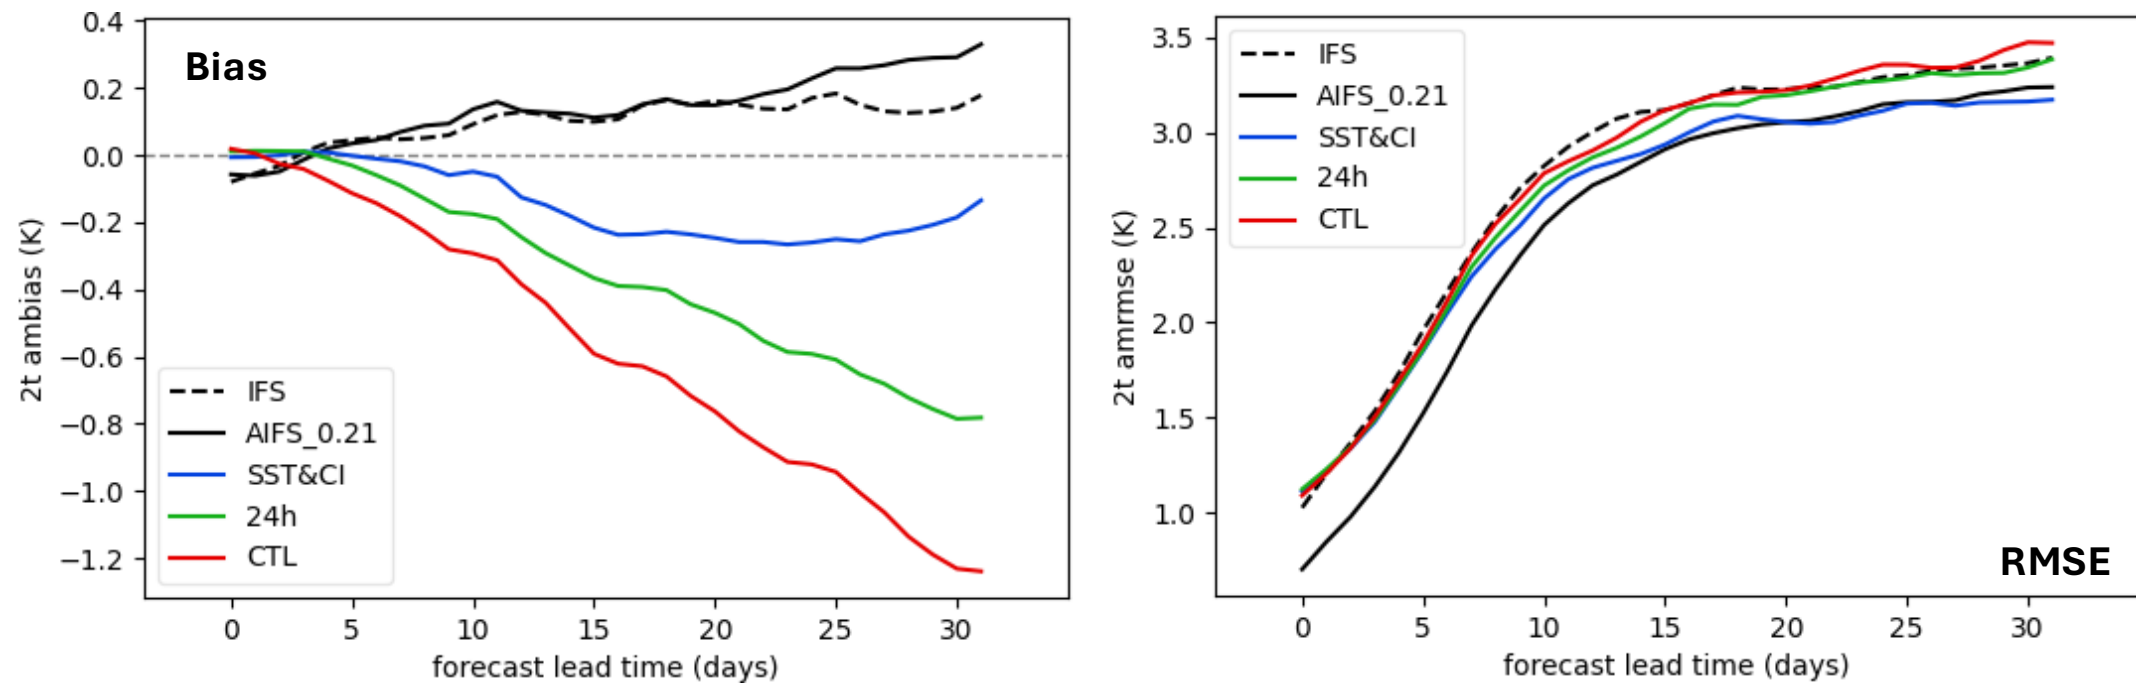 Bias
2t ambias (K)
0.4
0.2
0.0
−0.2
−0.4
−0.6
−0.8
−1.0
−1.2
IFS
AIFS_0.21
SST&CI
24h
CTL
0 5 10 15 20 25 30
forecast lead time (days)
2t amrmse (K)
3.5
3.0
2.5
2.0
1.5
1.0
IFS
AIFS_0.21
SST&CI
24h
CTL
RMSE
0 5 10 15 20 25 30
forecast lead time (days)